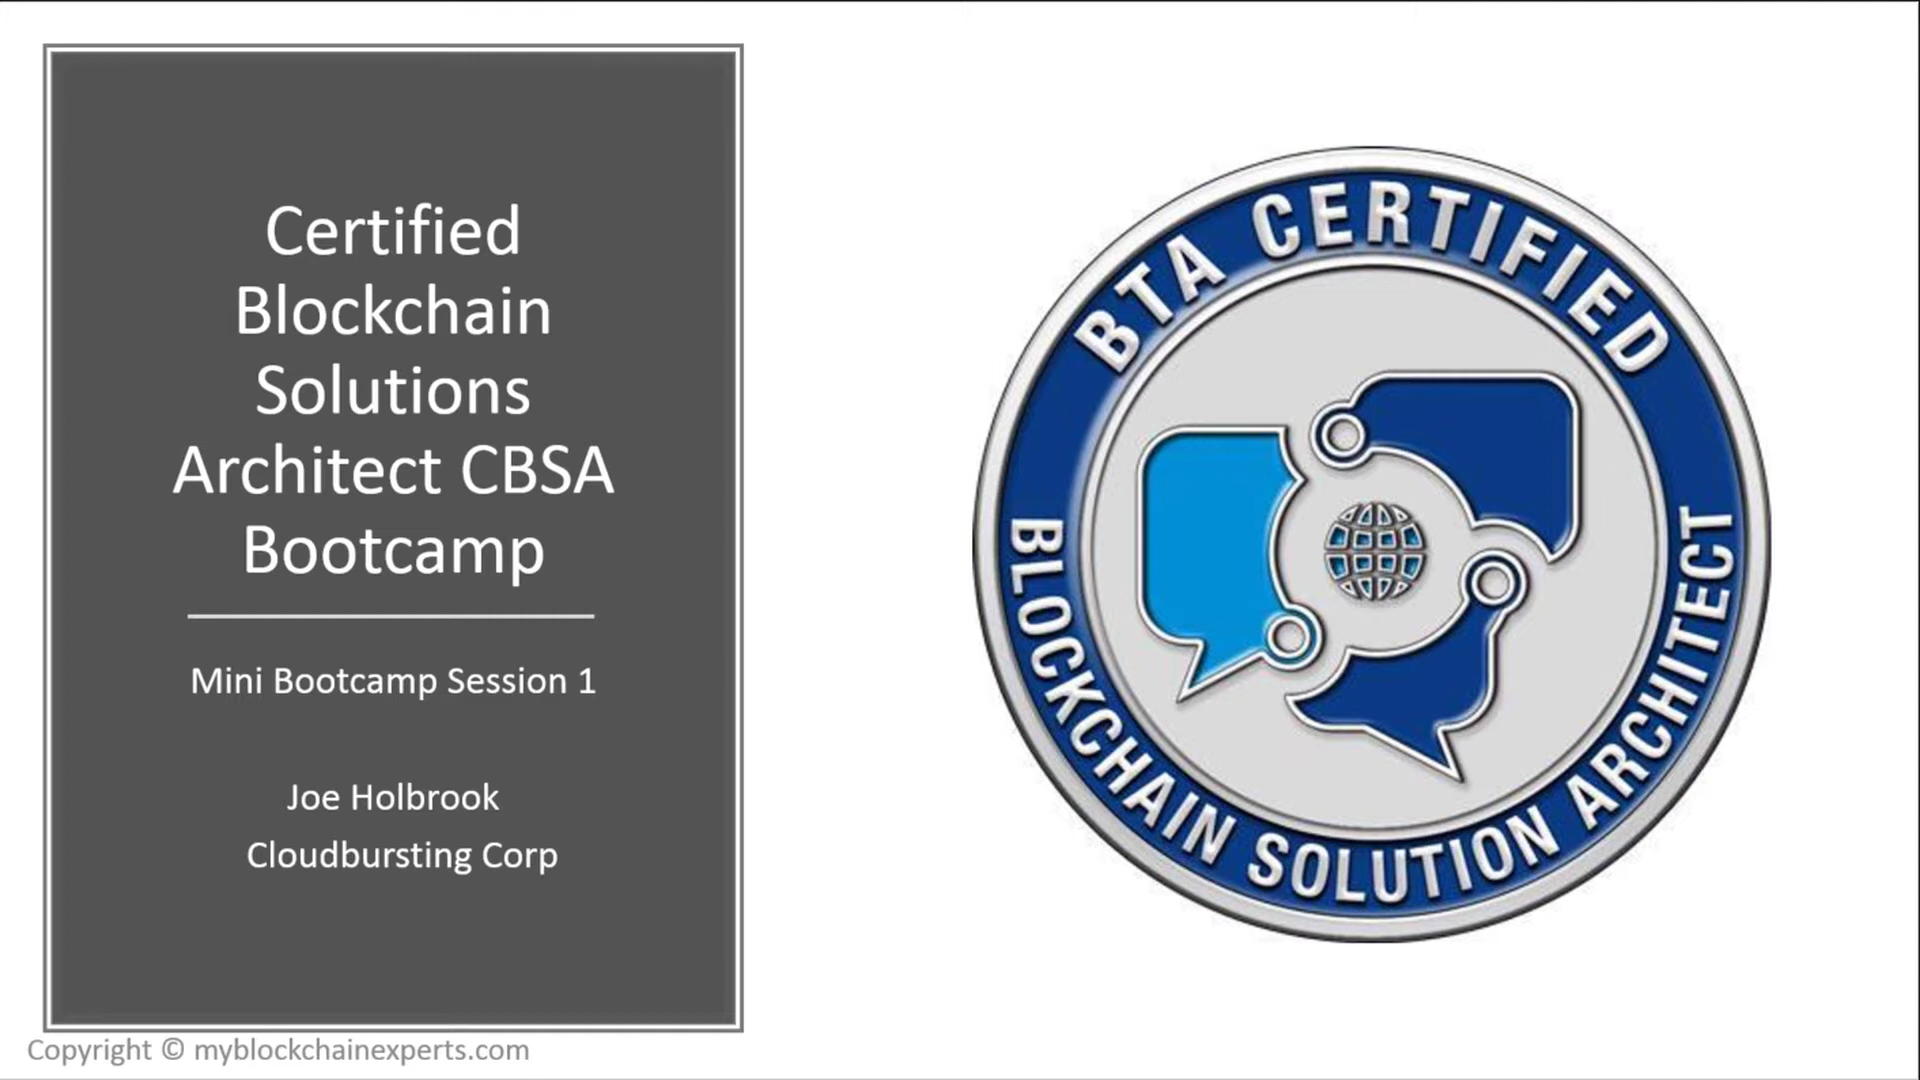 Certified
Blockchain
Solutions
Architect CBSA
Bootcamp
Mini Bootcamp Session 1
Joe Holbrook
Cloudbursting Corp
BTA CERTIFIED
BLOCKCHAIN SOLUTION ARCHITECT
Copyright © myblockchainexperts.com